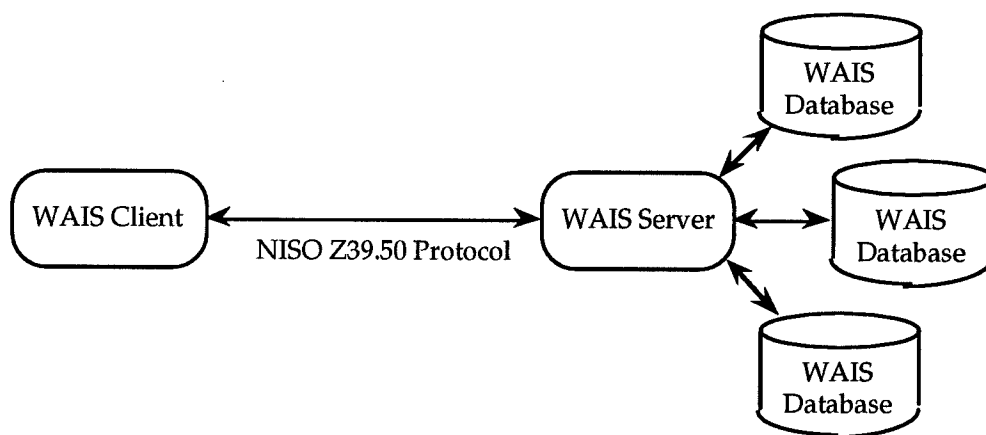 WAIS
Database
WAIS Client
WAIS Server
NISO Z39.50 Protocol
WAIS
Database
WAIS
Database